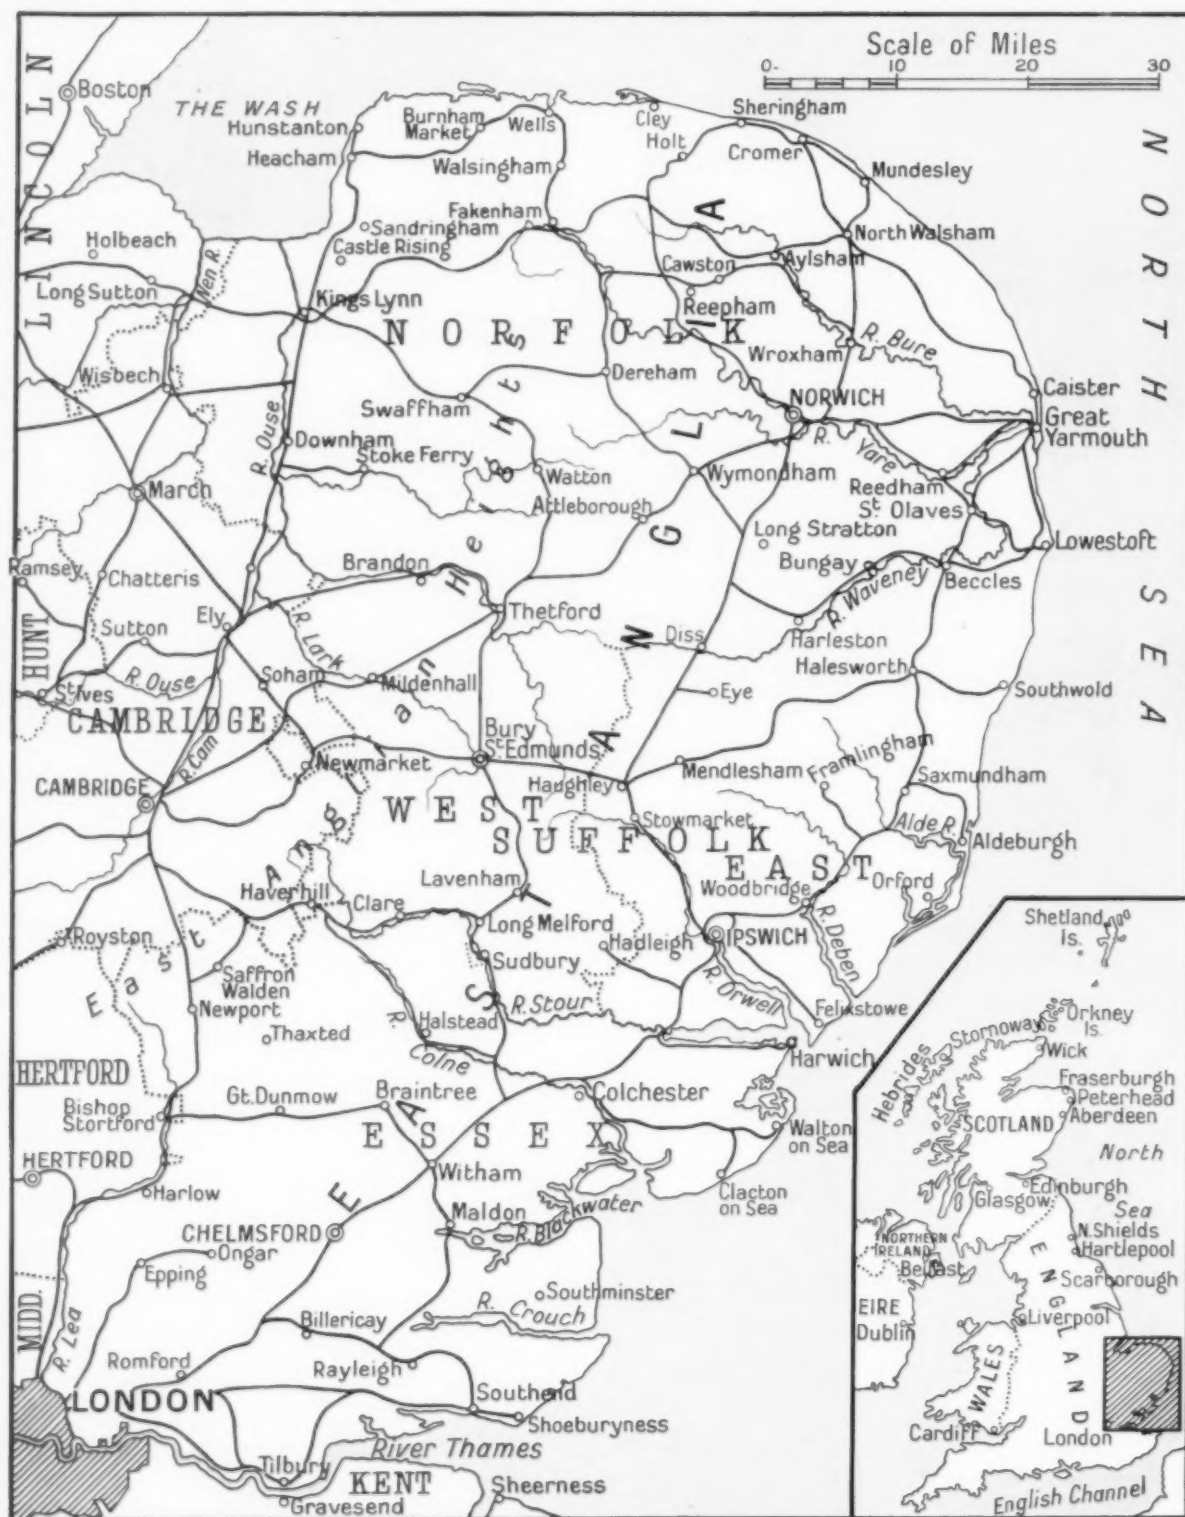 Scale of Miles
0. 10 20 30
LINCOLN
Boston
THE WASH
Hunstanton
Heacham
Burnham
Market
Wells
Walsingham
Cley
Holt
Sheringham
Cromer
Mundesley
NORTH SEA
Holbeach
Long Sutton
Nen R.
Sandringham
Castle Rising
Fakenham
Kings Lynn
Cawston
Reepham
Aylsham
North Walsham
NORFOLK
Wroxham
R. Bure
Wisbech
Swaffham
Dereham
NORWICH
Caister
Great
Yarmouth
R. Ouse
Downham
Stoke Ferry
Watton
Wymondham
R. Yare
Reedham
St. Olaves
March
Attleborough
Long Stratton
Lowestoft
Ramsey
Chatteris
Brandon
Bungay
Beccles
R. Waveney
HUNT
Ely
Thetford
Sutton
R. Lark
Diss
Harleston
Halesworth
R. Ouse
Soham
Mildenhall
Eye
Southwold
St. Ives
CAMBRIDGE
R. Cam
Bury
St. Edmunds
Newmarket
Haughley
Mendlesham
Framlingham
Saxmundham
CAMBRIDGE
WEST
SUFFOLK
EAST
Stowmarket
Alde R.
Aldeburgh
Haverhill
Clare
Lavenham
Woodbridge
Orford
Royston
Long Melford
Hadleigh
IPSWICH
R. Deben
Saffron
Walden
Sudbury
R. Orwell
Newport
Thaxted
Halstead
R. Stour
Felixstowe
R. Colne
Harwich
HERTFORD
Bishop
Stortford
Gt. Dunmow
Braintree
Colchester
ESSEX
Walton
on Sea
HERTFORD
Harlow
Witham
Clacton
on Sea
CHELMSFORD
Maldon
R. Blackwater
Ongar
Epping
Southminster
MIDD.
R. Lea
Billericay
R. Crouch
Romford
Rayleigh
LONDON
Southend
Shoeburyness
River Thames
Tilbury
KENT
Gravesend
Sheerness
EAST ANGLIA
East Anglian Heights
Shetland
Is.
Orkney
Is.
Stornoway
Wick
Hebrides
Fraserburgh
Peterhead
Aberdeen
SCOTLAND
North
Sea
Glasgow
Edinburgh
NORTHERN
IRELAND
Belfast
N. Shields
Hartlepool
Scarborough
EIRE
Dublin
Liverpool
ENGLAND
WALES
Cardiff
London
English Channel